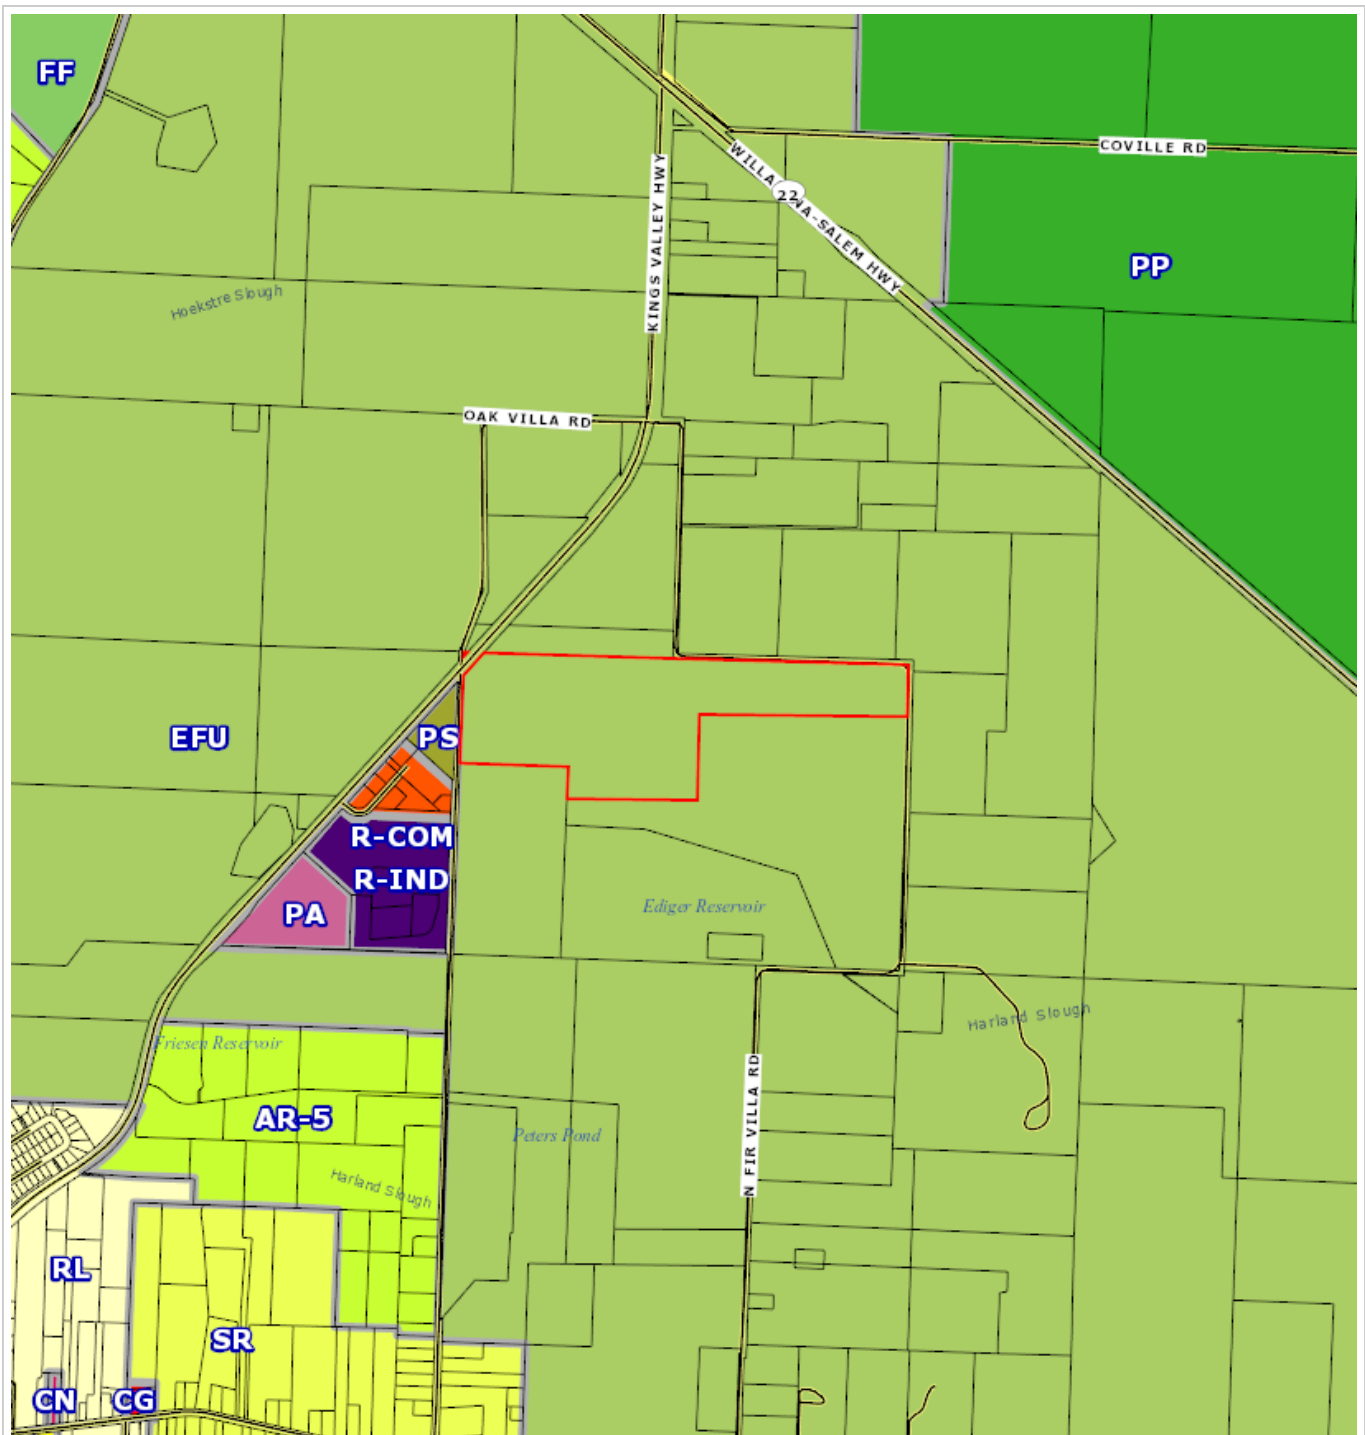 FF
COVILLE RD
WILLA NA-SALEM HWY
22
KINGS VALLEY HWY
PP
Hoekstre Slough
OAK VILLA RD
EFU
PS
R-COM
R-IND
PA
Ediger Reservoir
Harland Slough
Friesen Reservoir
N FIR VILLA RD
AR-5
Peters Pond
Harland Slough
RL
SR
CN
CG